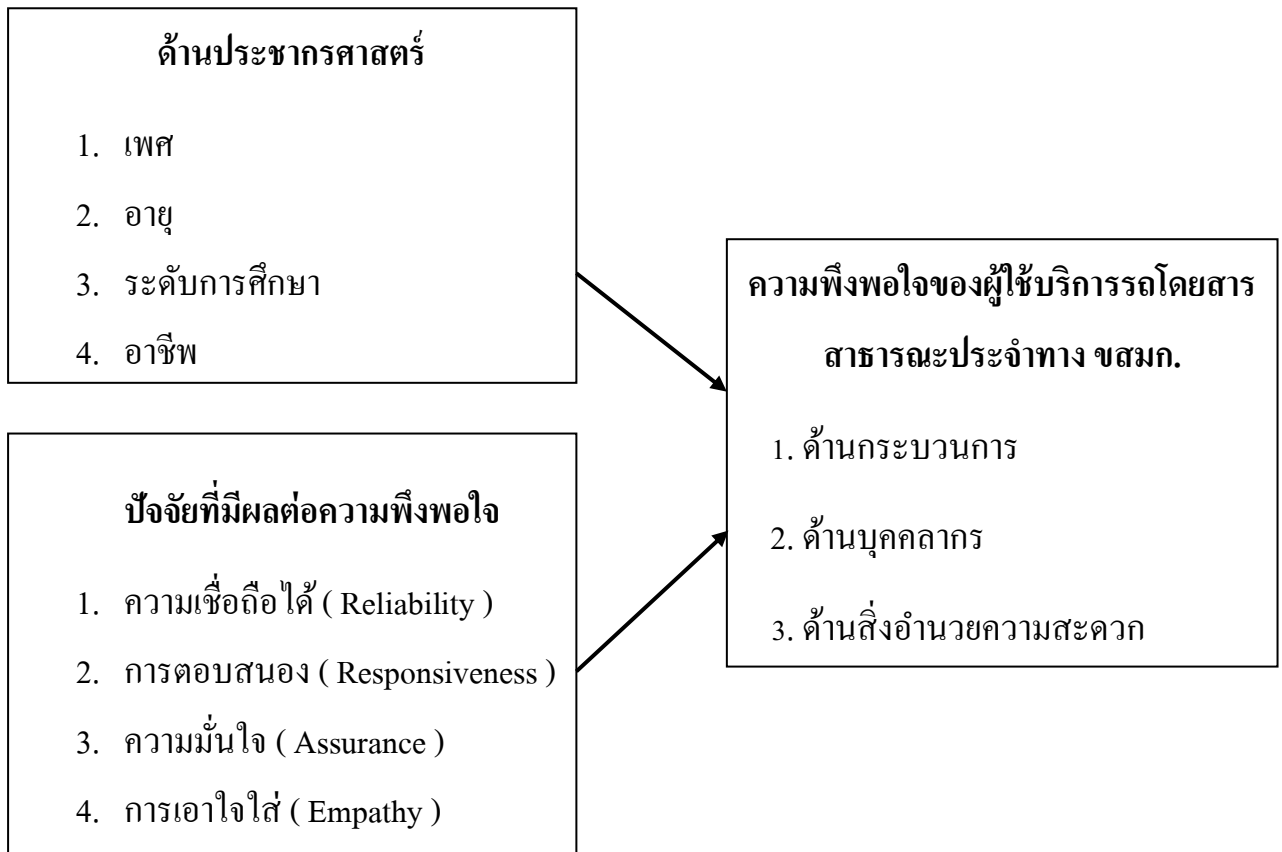 ด้านประชากรศาสตร์
1. เพศ
2. อายุ
3. ระดับการศึกษา
4. อาชีพ
ปัจจัยที่มีผลต่อความพึงพอใจ
1. ความเชื่อถือได้ ( Reliability )
2. การตอบสนอง ( Responsiveness )
3. ความมั่นใจ ( Assurance )
4. การเอาใจใส่ ( Empathy )
ความพึงพอใจของผู้ใช้บริการรถโดยสาร
สาธารณะประจำทาง ขสมก.
1. ด้านกระบวนการ
2. ด้านบุคคลากร
3. ด้านสิ่งอำนวยความสะดวก